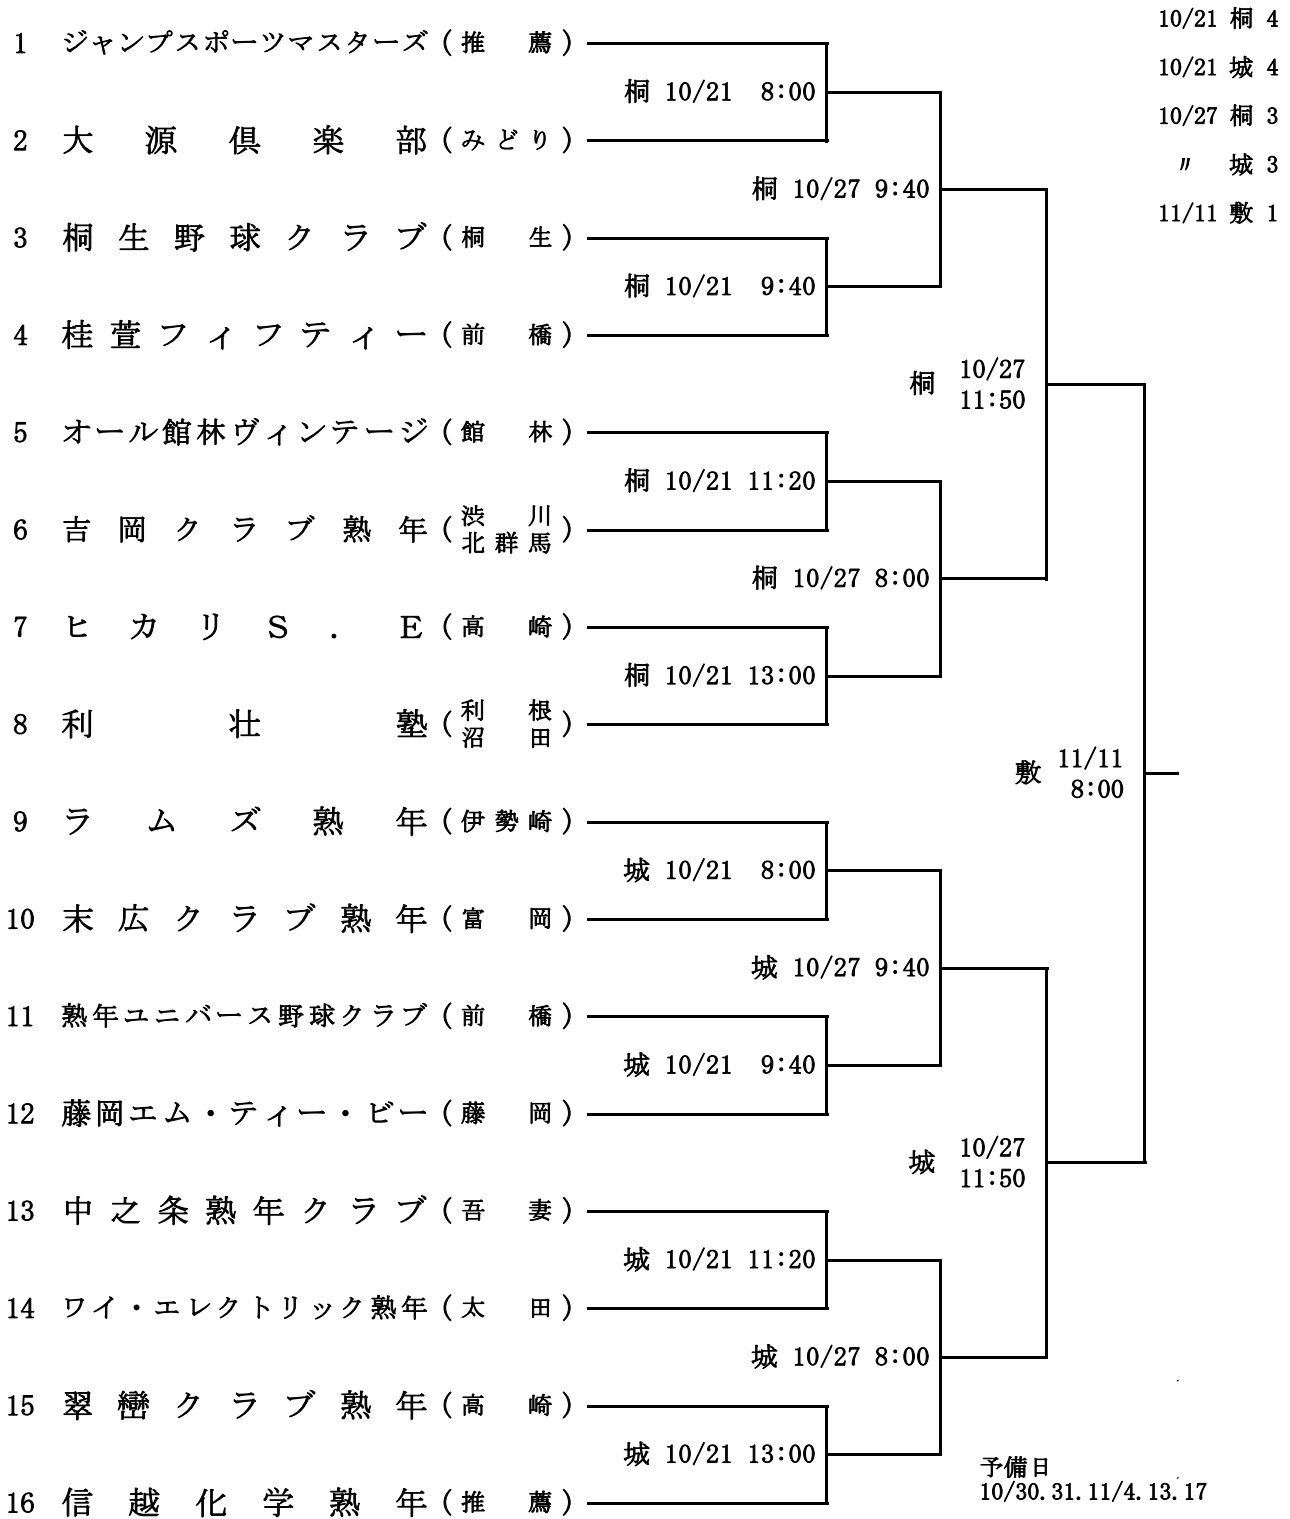 10/21 桐 4
10/21 城 4
10/27 桐 3
〃 城 3
11/11 敷 1
1 ジャンプスポーツマスターズ (推 薦)
桐 10/21 8:00
2 大源倶楽部 (みどり)
桐 10/27 9:40
3 桐生野球クラブ (桐 生)
桐 10/21 9:40
4 桂萱フィフティー (前 橋)
桐 10/27
11:50
5 オール館林ヴィンテージ (館 林)
桐 10/21 11:20
6 吉岡クラブ熟年 (渋 川
北群馬)
桐 10/27 8:00
7 ヒカリS.E (高 崎)
桐 10/21 13:00
8 利壮塾 (利 根
沼 田)
敷 11/11
8:00
9 ラムズ熟年 (伊勢崎)
城 10/21 8:00
10 末広クラブ熟年 (富 岡)
城 10/27 9:40
11 熟年ユニバース野球クラブ (前 橋)
城 10/21 9:40
12 藤岡エム・ティー・ビー (藤 岡)
城 10/27
11:50
13 中之条熟年クラブ (吾 妻)
城 10/21 11:20
14 ワイ・エレクトリック熟年 (太 田)
城 10/27 8:00
15 翠巒クラブ熟年 (高 崎)
城 10/21 13:00
16 信越化学熟年 (推 薦)
予備日
10/30.31.11/4.13.17